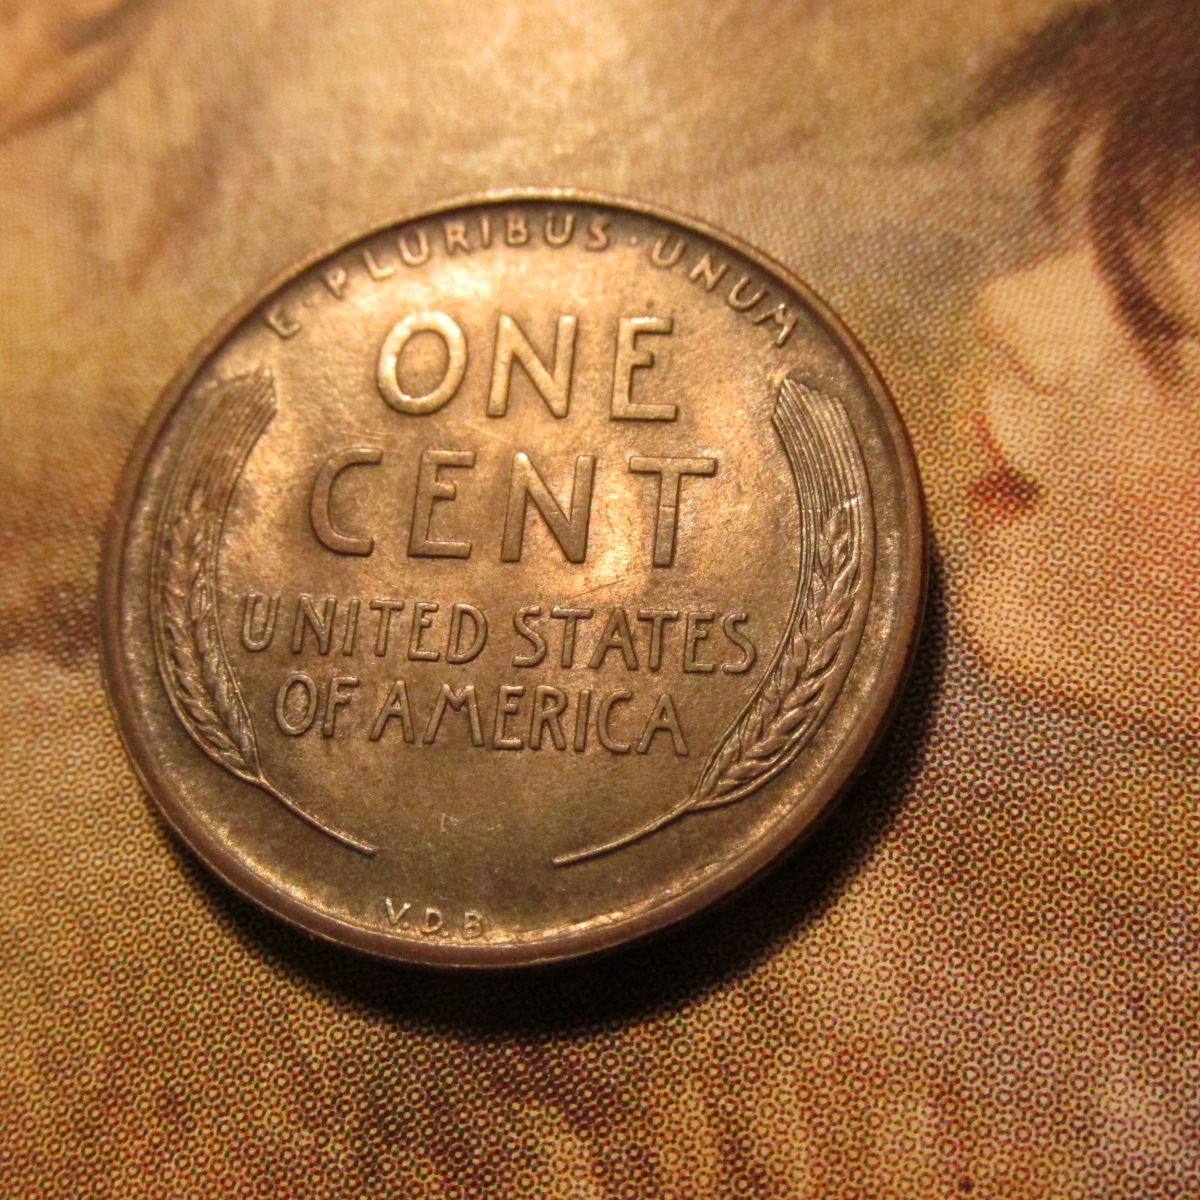 E·PLURIBUS·UNUM
ONE
CENT
UNITED STATES
OF AMERICA
V.D.B